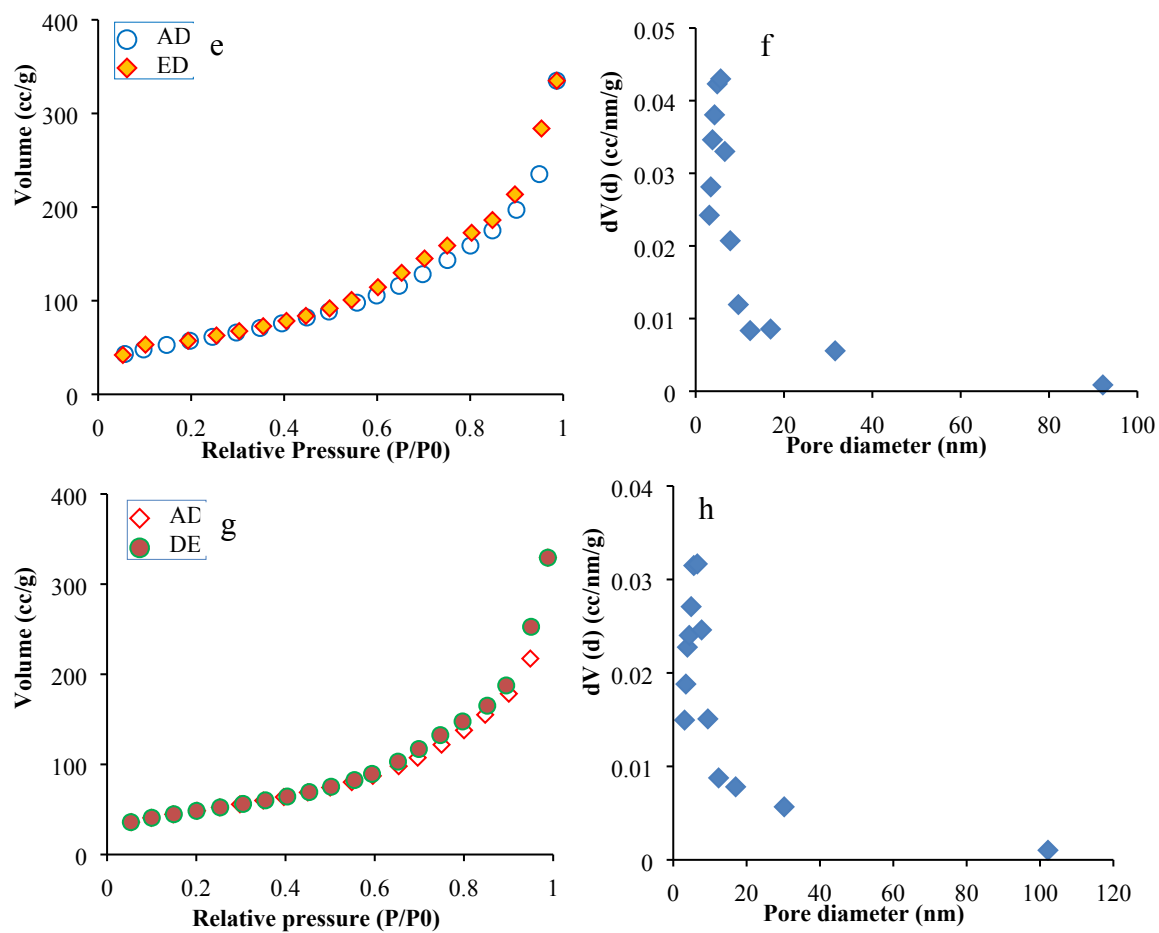 e
AD
ED
Volume (cc/g)
400
300
200
100
0
0 0.2 0.4 0.6 0.8 1
Relative Pressure (P/P0)
f
dV(d) (cc/nm/g)
0.05
0.04
0.03
0.02
0.01
0
0 20 40 60 80 100
Pore diameter (nm)
g
AD
DE
Volume (cc/g)
400
300
200
100
0
0 0.2 0.4 0.6 0.8 1
Relative pressure (P/P0)
h
dV (d) (cc/nm/g)
0.04
0.03
0.02
0.01
0
0 20 40 60 80 100 120
Pore diameter (nm)